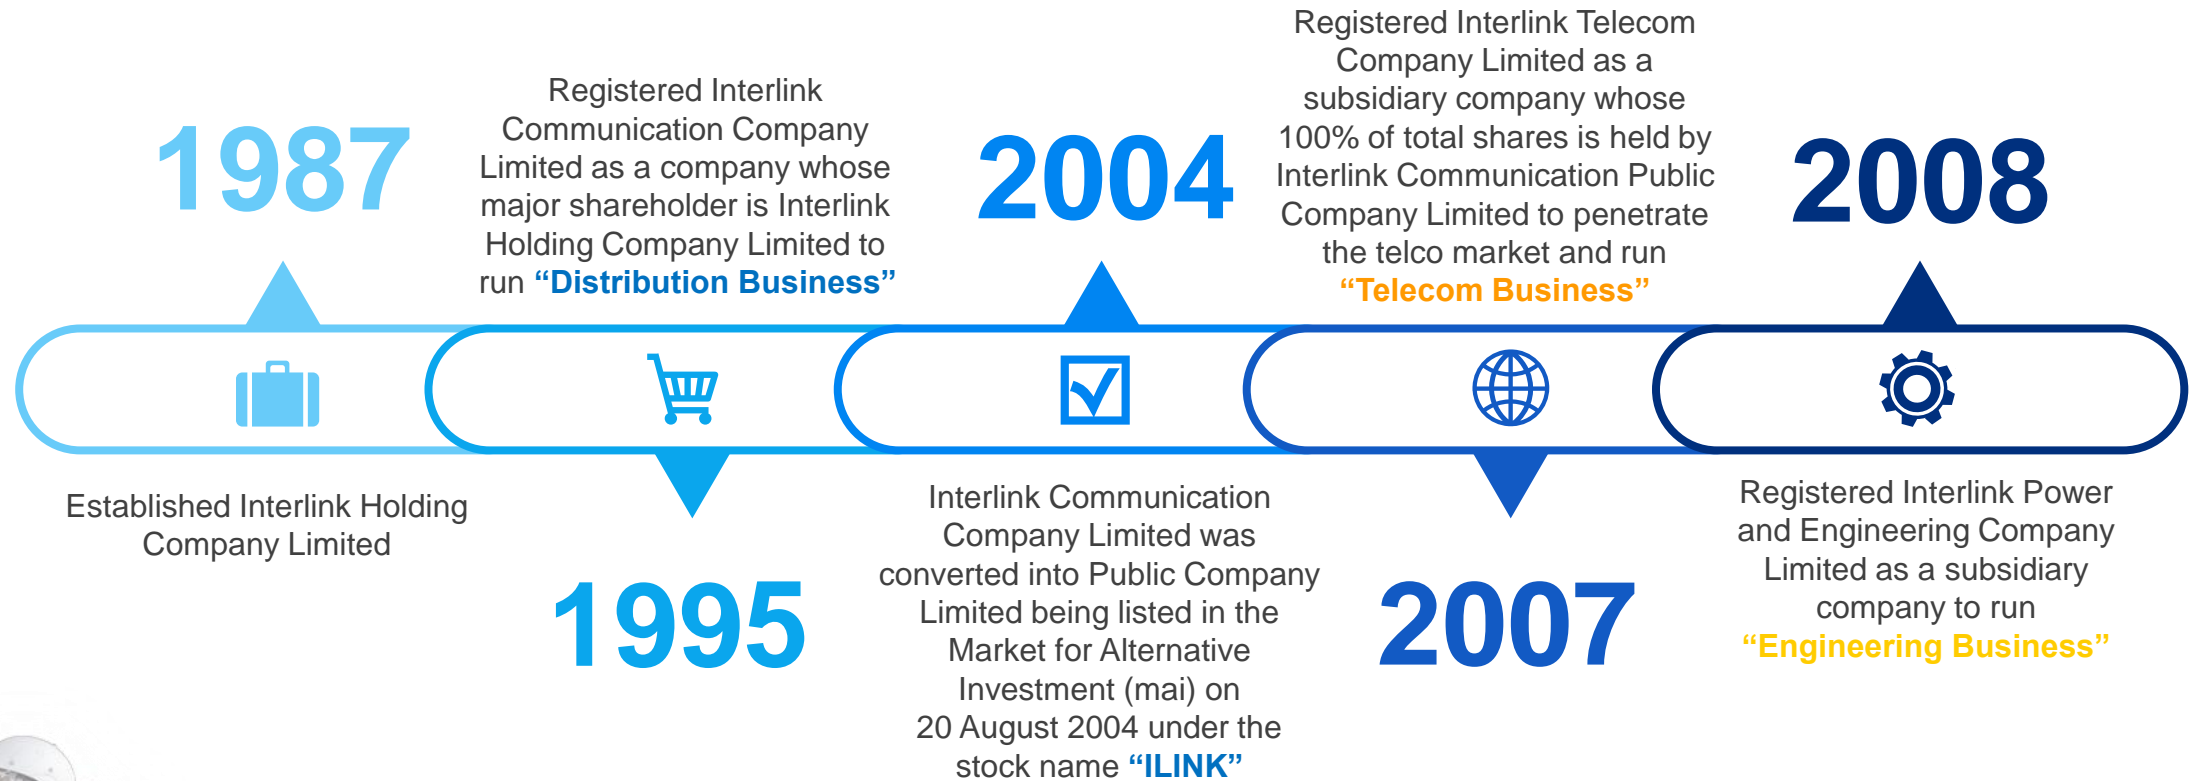 1987
Established Interlink Holding
Company Limited
Registered Interlink
Communication Company
Limited as a company whose
major shareholder is Interlink
Holding Company Limited to
run “Distribution Business”
1995
2004
Interlink Communication
Company Limited was
converted into Public Company
Limited being listed in the
Market for Alternative
Investment (mai) on
20 August 2004 under the
stock name “ILINK”
Registered Interlink Telecom
Company Limited as a
subsidiary company whose
100% of total shares is held by
Interlink Communication Public
Company Limited to penetrate
the telco market and run
“Telecom Business”
2007
2008
Registered Interlink Power
and Engineering Company
Limited as a subsidiary
company to run
“Engineering Business”